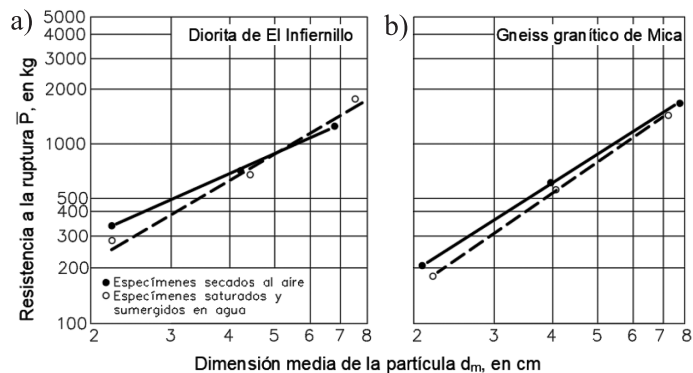 a)
Diorita de El Infiernillo
b)
Gneiss granítico de Mica
Resistencia a la ruptura P̅, en kg
5000
3000
2000
1000
500
400
300
200
100
Especímenes secados al aire
Especímenes saturados y
sumergidos en agua
2 3 4 5 6 7 8
2 3 4 5 6 7 8
Dimensión media de la partícula dm, en cm